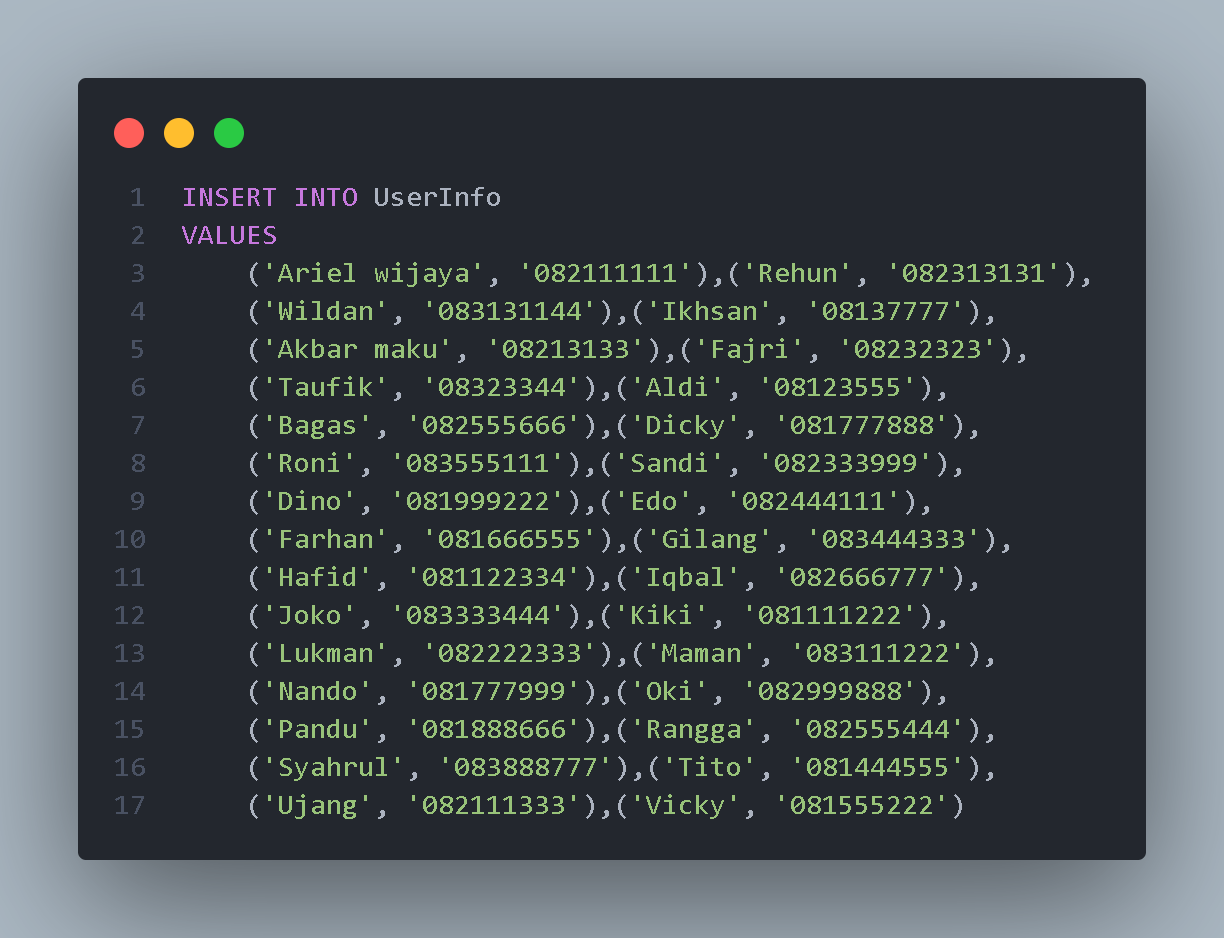 1 INSERT INTO UserInfo
2 VALUES
3 ('Ariel wijaya', '082111111'),('Rehun', '082313131'),
4 ('Wildan', '083131144'),('Ikhsan', '08137777'),
5 ('Akbar maku', '08213133'),('Fajri', '08232323'),
6 ('Taufik', '08323344'),('Aldi', '08123555'),
7 ('Bagas', '082555666'),('Dicky', '081777888'),
8 ('Roni', '083555111'),('Sandi', '082333999'),
9 ('Dino', '081999222'),('Edo', '082444111'),
10 ('Farhan', '081666555'),('Gilang', '083444333'),
11 ('Hafid', '081122334'),('Iqbal', '082666777'),
12 ('Joko', '083333444'),('Kiki', '081111222'),
13 ('Lukman', '082222333'),('Maman', '083111222'),
14 ('Nando', '081777999'),('Oki', '082999888'),
15 ('Pandu', '081888666'),('Rangga', '082555444'),
16 ('Syahrul', '083888777'),('Tito', '081444555'),
17 ('Ujang', '082111333'),('Vicky', '081555222')